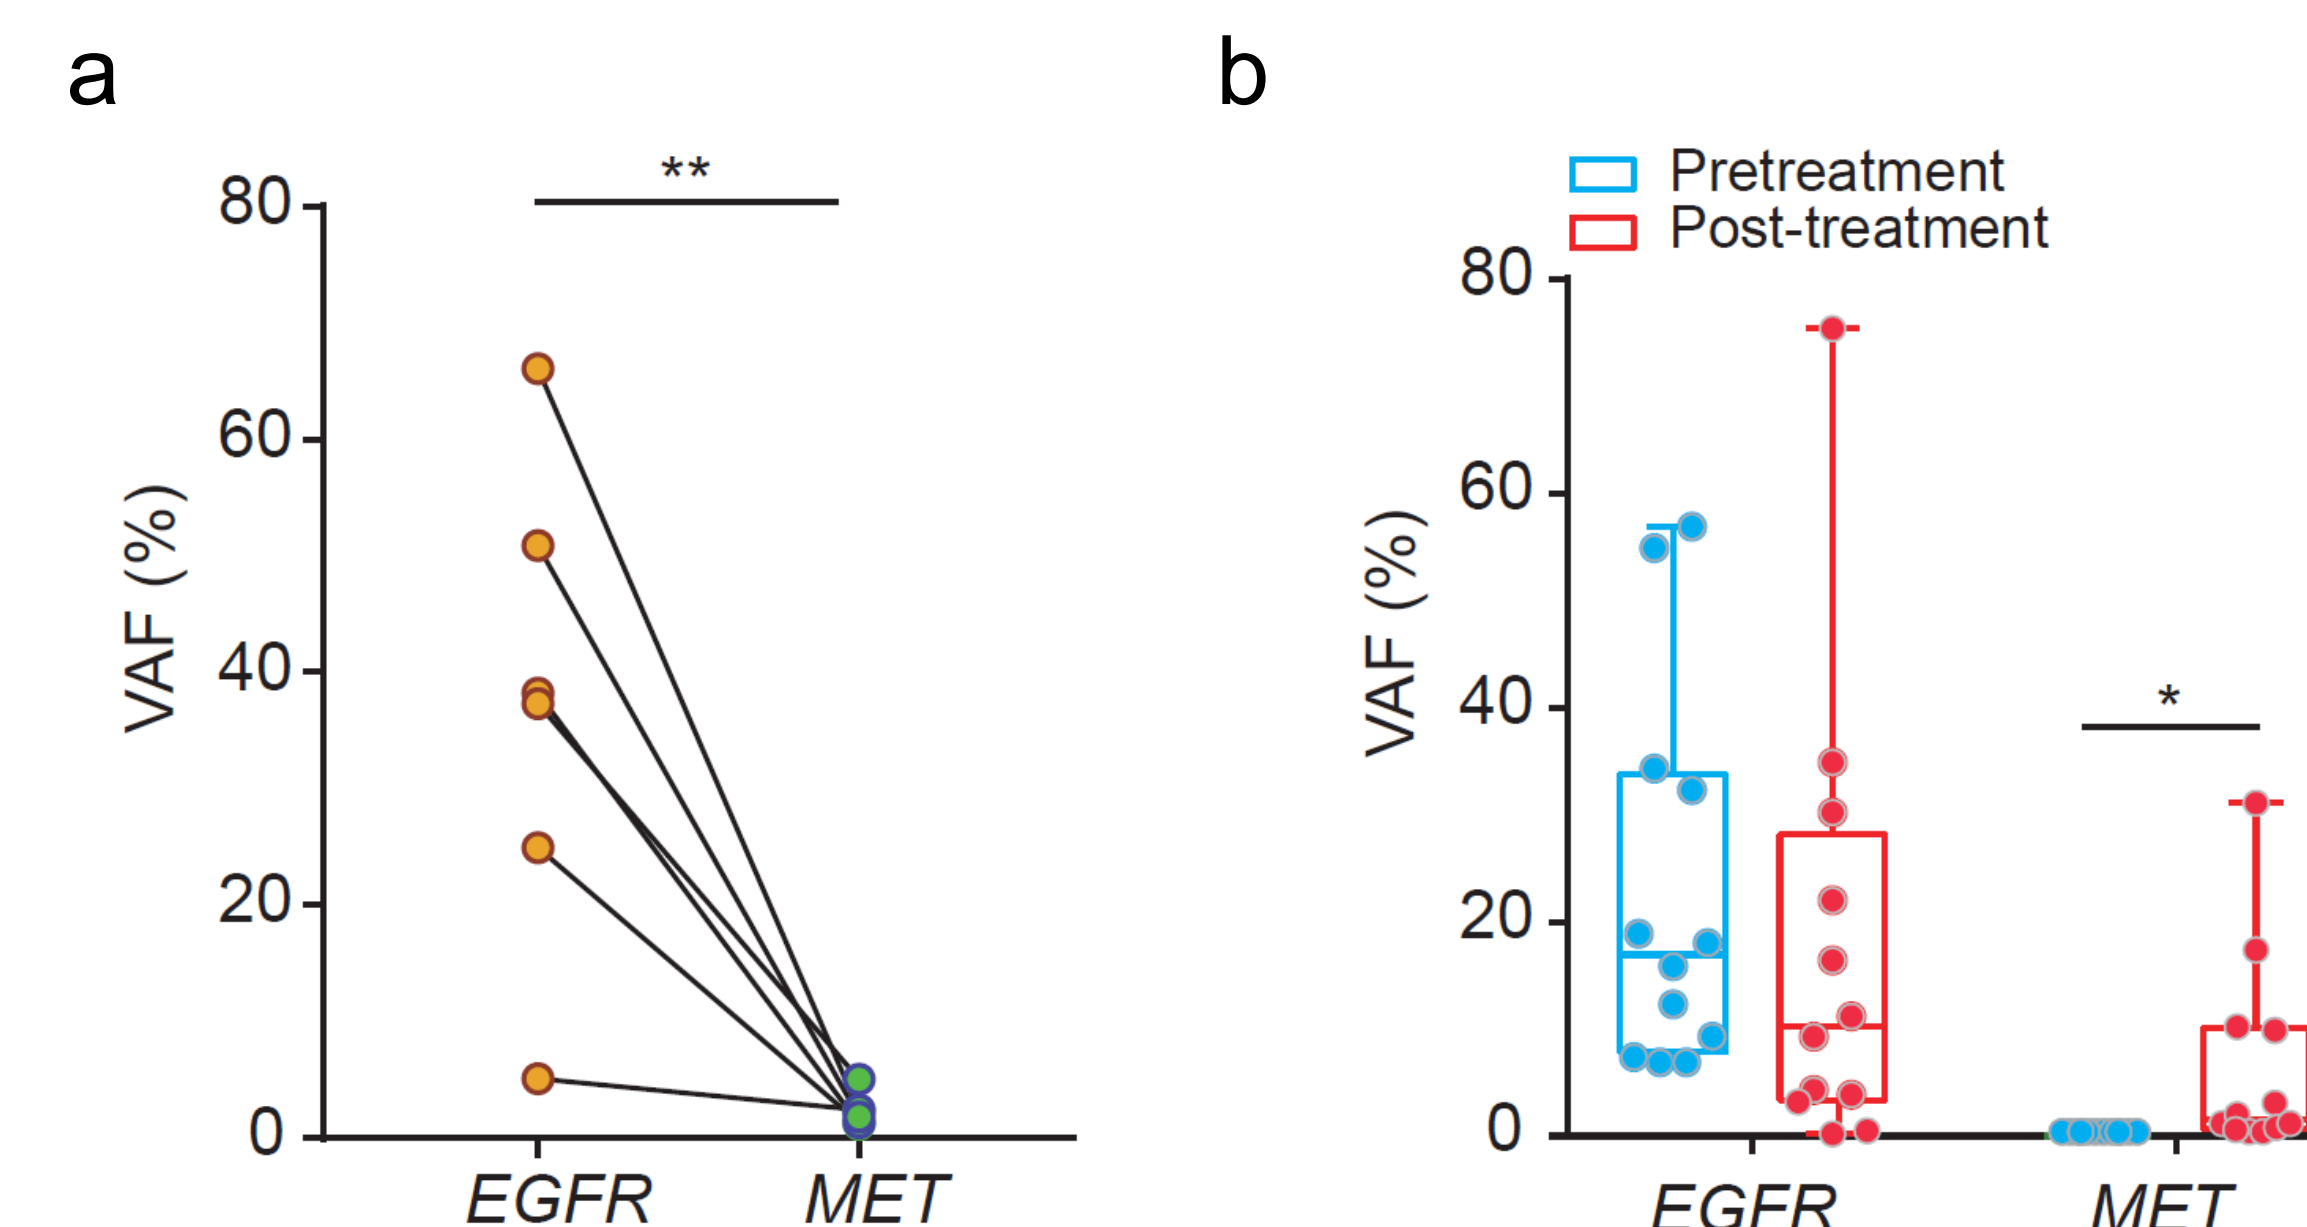 a
**
80
60
40
20
0
VAF (%)
EGFR
MET
b
Pretreatment
Post-treatment
80
60
40
20
0
VAF (%)
*
EGFR
MET